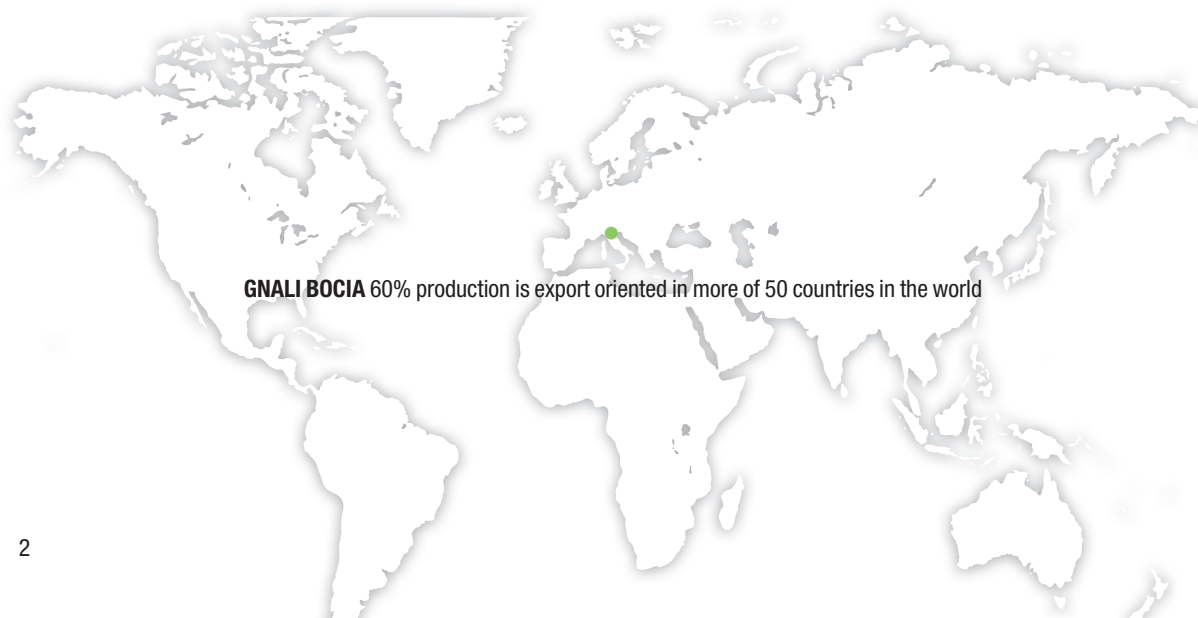 GNALI BOCIA 60% production is export oriented in more of 50 countries in the world
2